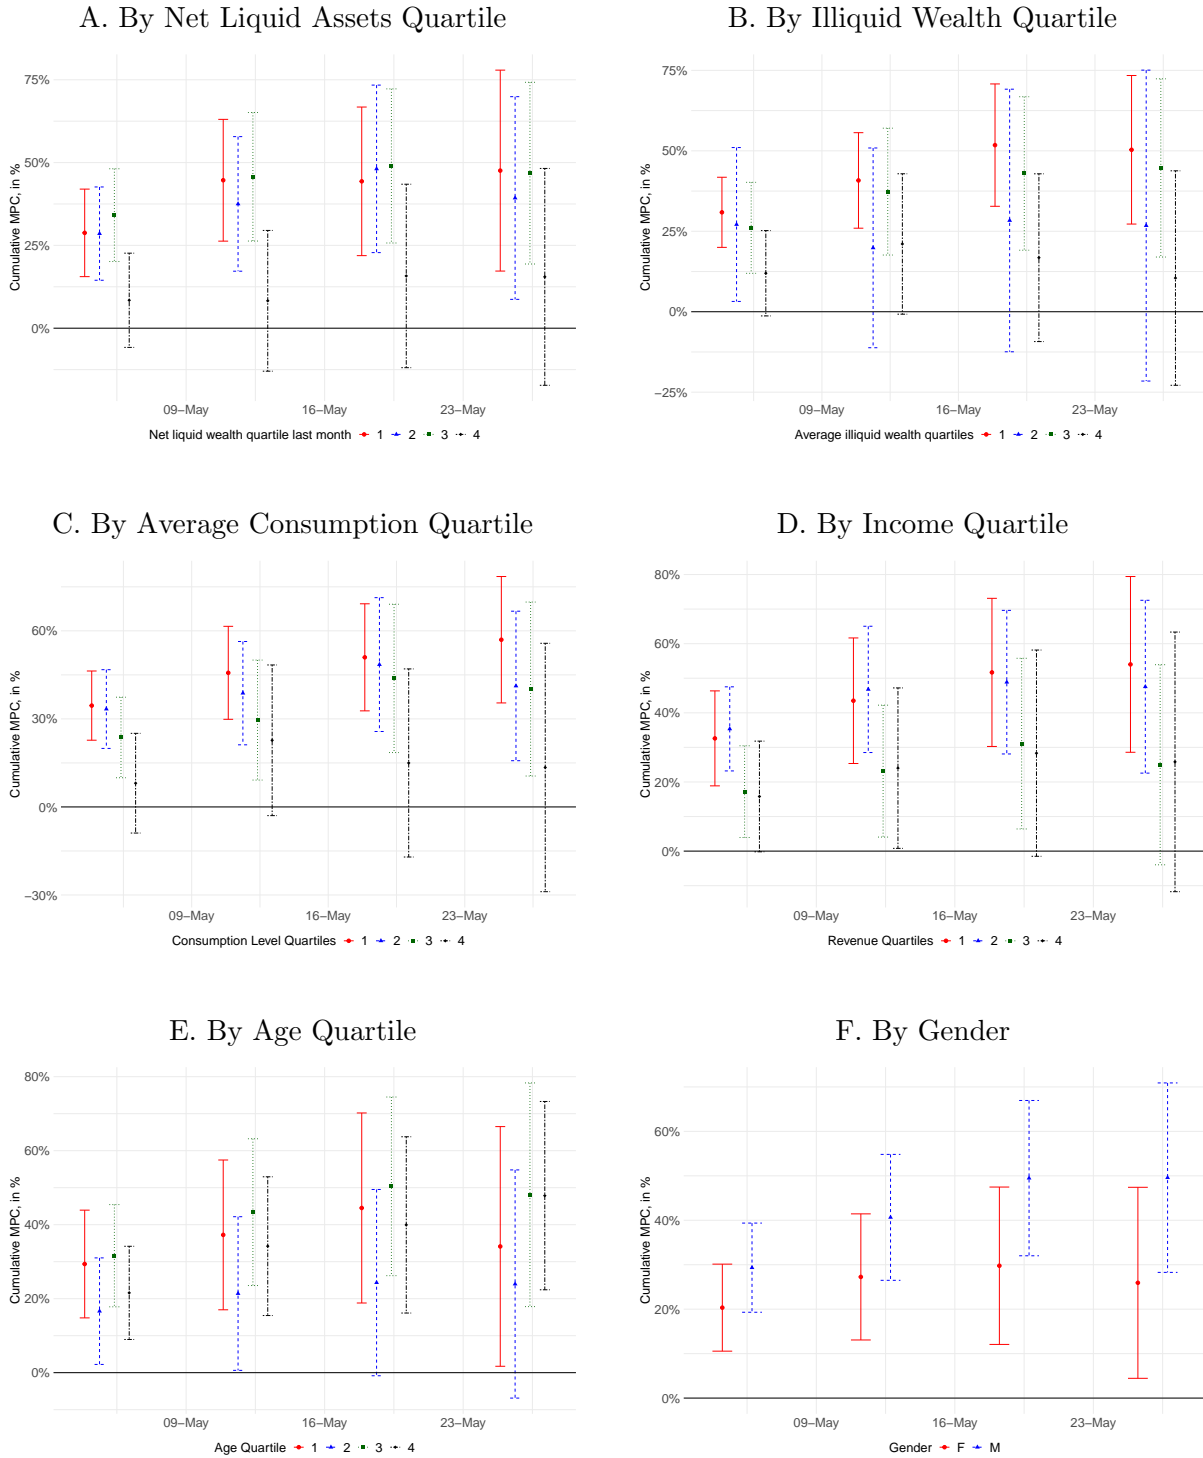 A. By Net Liquid Assets Quartile
Cumulative MPC, in %
75%
50%
25%
0%
09–May
16–May
23–May
Net liquid wealth quartile last month 1 2 3 4
B. By Illiquid Wealth Quartile
Cumulative MPC, in %
75%
50%
25%
0%
−25%
09–May
16–May
23–May
Average illiquid wealth quartiles 1 2 3 4
C. By Average Consumption Quartile
Cumulative MPC, in %
60%
30%
0%
−30%
09–May
16–May
23–May
Consumption Level Quartiles 1 2 3 4
D. By Income Quartile
Cumulative MPC, in %
80%
60%
40%
20%
0%
09–May
16–May
23–May
Revenue Quartiles 1 2 3 4
E. By Age Quartile
Cumulative MPC, in %
80%
60%
40%
20%
0%
09–May
16–May
23–May
Age Quartile 1 2 3 4
F. By Gender
Cumulative MPC, in %
60%
40%
20%
0%
09–May
16–May
23–May
Gender F M